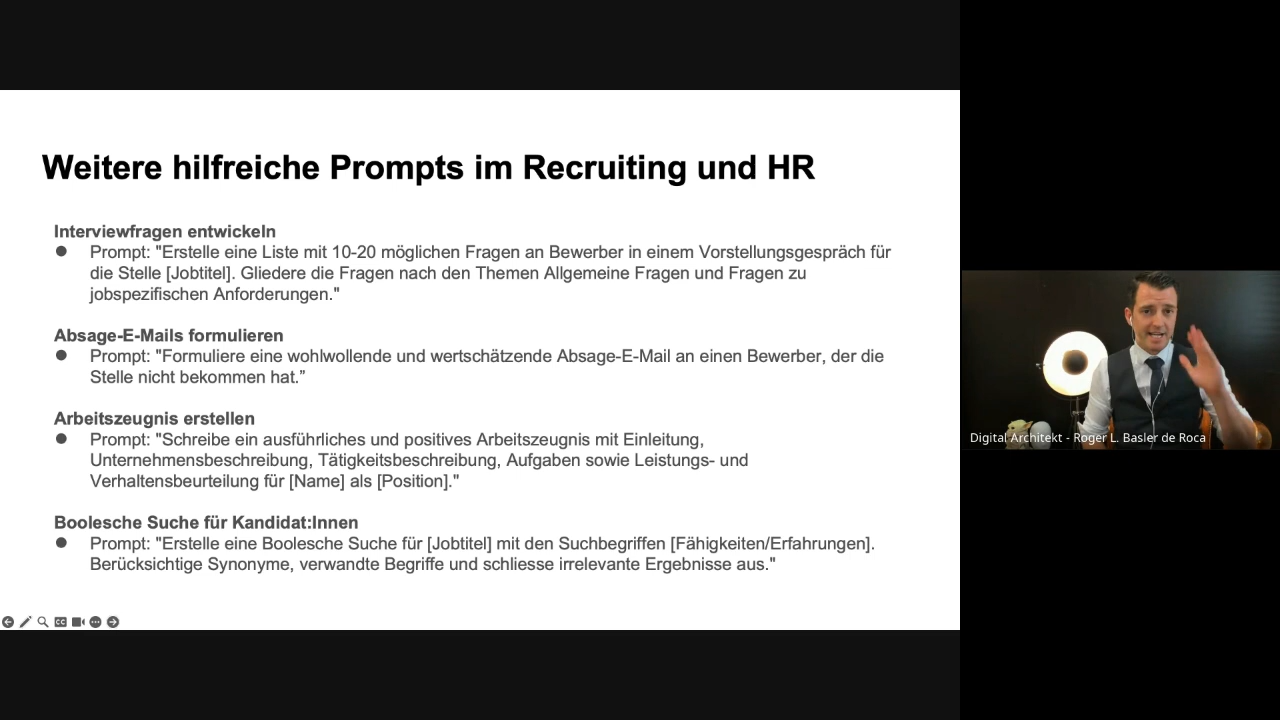 Weitere hilfreiche Prompts im Recruiting und HR
Interviewfragen entwickeln
● Prompt: "Erstelle eine Liste mit 10-20 möglichen Fragen an Bewerber in einem Vorstellungsgespräch für
die Stelle [Jobtitel]. Gliedere die Fragen nach den Themen Allgemeine Fragen und Fragen zu
jobspezifischen Anforderungen."
Absage-E-Mails formulieren
● Prompt: "Formuliere eine wohlwollende und wertschätzende Absage-E-Mail an einen Bewerber, der die
Stelle nicht bekommen hat.”
Arbeitszeugnis erstellen
● Prompt: "Schreibe ein ausführliches und positives Arbeitszeugnis mit Einleitung,
Unternehmensbeschreibung, Tätigkeitsbeschreibung, Aufgaben sowie Leistungs- und
Verhaltensbeurteilung für [Name] als [Position]."
Boolesche Suche für Kandidat:Innen
● Prompt: "Erstelle eine Boolesche Suche für [Jobtitel] mit den Suchbegriffen [Fähigkeiten/Erfahrungen].
Berücksichtige Synonyme, verwandte Begriffe und schliesse irrelevante Ergebnisse aus."
Digital Architekt - Roger L. Basler de Roca